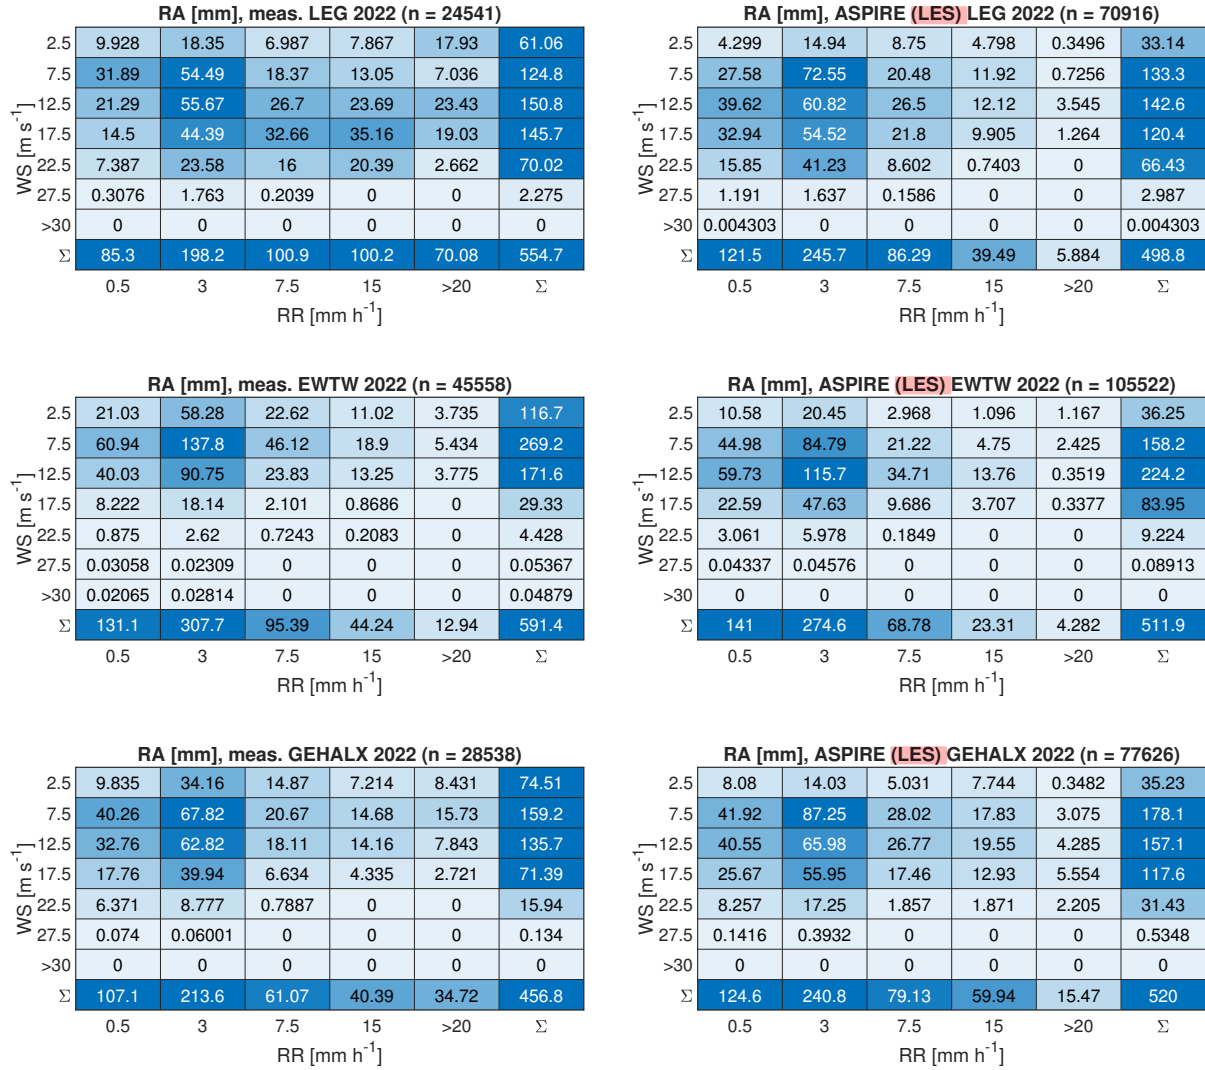 RA [mm], meas. LEG 2022 (n = 24541)
2.5 9.928 18.35 6.987 7.867 17.93 61.06
7.5 31.89 54.49 18.37 13.05 7.036 124.8
12.5 21.29 55.67 26.7 23.69 23.43 150.8
17.5 14.5 44.39 32.66 35.16 19.03 145.7
22.5 7.387 23.58 16 20.39 2.662 70.02
27.5 0.3076 1.763 0.2039 0 0 2.275
>30 0 0 0 0 0 0
Σ 85.3 198.2 100.9 100.2 70.08 554.7
0.5 3 7.5 15 >20 Σ
RR [mm h⁻¹]
WS [m s⁻¹]
RA [mm], ASPIRE (LES) LEG 2022 (n = 70916)
2.5 4.299 14.94 8.75 4.798 0.3496 33.14
7.5 27.58 72.55 20.48 11.92 0.7256 133.3
12.5 39.62 60.82 26.5 12.12 3.545 142.6
17.5 32.94 54.52 21.8 9.905 1.264 120.4
22.5 15.85 41.23 8.602 0.7403 0 66.43
27.5 1.191 1.637 0.1586 0 0 2.987
>30 0.004303 0 0 0 0 0.004303
Σ 121.5 245.7 86.29 39.49 5.884 498.8
0.5 3 7.5 15 >20 Σ
RR [mm h⁻¹]
WS [m s⁻¹]
RA [mm], meas. EWTW 2022 (n = 45558)
2.5 21.03 58.28 22.62 11.02 3.735 116.7
7.5 60.94 137.8 46.12 18.9 5.434 269.2
12.5 40.03 90.75 23.83 13.25 3.775 171.6
17.5 8.222 18.14 2.101 0.8686 0 29.33
22.5 0.875 2.62 0.7243 0.2083 0 4.428
27.5 0.03058 0.02309 0 0 0 0.05367
>30 0.02065 0.02814 0 0 0 0.04879
Σ 131.1 307.7 95.39 44.24 12.94 591.4
0.5 3 7.5 15 >20 Σ
RR [mm h⁻¹]
WS [m s⁻¹]
RA [mm], ASPIRE (LES) EWTW 2022 (n = 105522)
2.5 10.58 20.45 2.968 1.096 1.167 36.25
7.5 44.98 84.79 21.22 4.75 2.425 158.2
12.5 59.73 115.7 34.71 13.76 0.3519 224.2
17.5 22.59 47.63 9.686 3.707 0.3377 83.95
22.5 3.061 5.978 0.1849 0 0 9.224
27.5 0.04337 0.04576 0 0 0 0.08913
>30 0 0 0 0 0 0
Σ 141 274.6 68.78 23.31 4.282 511.9
0.5 3 7.5 15 >20 Σ
RR [mm h⁻¹]
WS [m s⁻¹]
RA [mm], meas. GEHALX 2022 (n = 28538)
2.5 9.835 34.16 14.87 7.214 8.431 74.51
7.5 40.26 67.82 20.67 14.68 15.73 159.2
12.5 32.76 62.82 18.11 14.16 7.843 135.7
17.5 17.76 39.94 6.634 4.335 2.721 71.39
22.5 6.371 8.777 0.7887 0 0 15.94
27.5 0.074 0.06001 0 0 0 0.134
>30 0 0 0 0 0 0
Σ 107.1 213.6 61.07 40.39 34.72 456.8
0.5 3 7.5 15 >20 Σ
RR [mm h⁻¹]
WS [m s⁻¹]
RA [mm], ASPIRE (LES) GEHALX 2022 (n = 77626)
2.5 8.08 14.03 5.031 7.744 0.3482 35.23
7.5 41.92 87.25 28.02 17.83 3.075 178.1
12.5 40.55 65.98 26.77 19.55 4.285 157.1
17.5 25.67 55.95 17.46 12.93 5.554 117.6
22.5 8.257 17.25 1.857 1.871 2.205 31.43
27.5 0.1416 0.3932 0 0 0 0.5348
>30 0 0 0 0 0 0
Σ 124.6 240.8 79.13 59.94 15.47 520
0.5 3 7.5 15 >20 Σ
RR [mm h⁻¹]
WS [m s⁻¹]